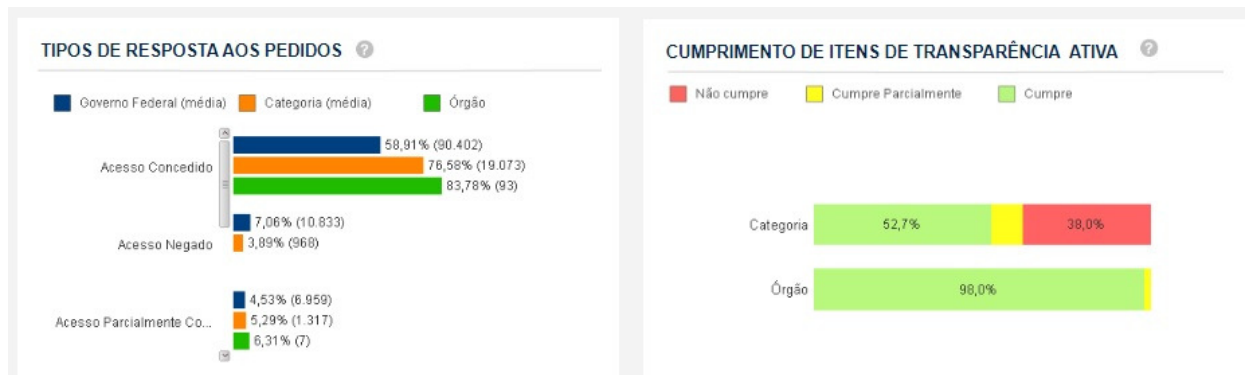 TIPOS DE RESPOSTA AOS PEDIDOS ?
Governo Federal (média) Categoria (média) Órgão
Acesso Concedido
58,91% (90.402)
76,58% (19.073)
83,78% (93)
Acesso Negado
7,06% (10.833)
3,89% (968)
Acesso Parcialmente Co...
4,53% (6.959)
5,29% (1.317)
6,31% (7)
CUMPRIMENTO DE ITENS DE TRANSPARÊNCIA ATIVA ?
Não cumpre Cumpre Parcialmente Cumpre
Categoria 52,7% 38,0%
Órgão 98,0%